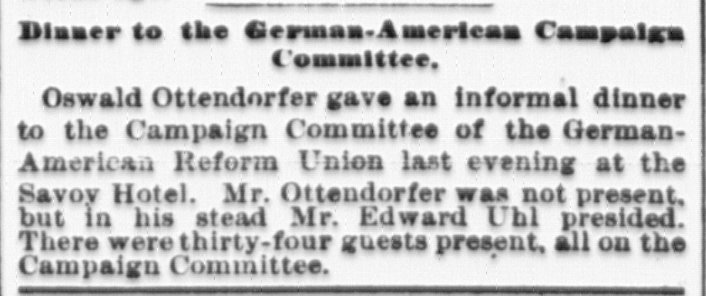 Dinner to the German-American Campaign
Committee.
Oswald Ottendorfer gave an informal dinner
to the Campaign Committee of the German-
American Reform Union last evening at the
Savoy Hotel. Mr. Ottendorfer was not present,
but in his stead Mr. Edward Uhl presided.
There were thirty-four guests present, all on the
Campaign Committee.